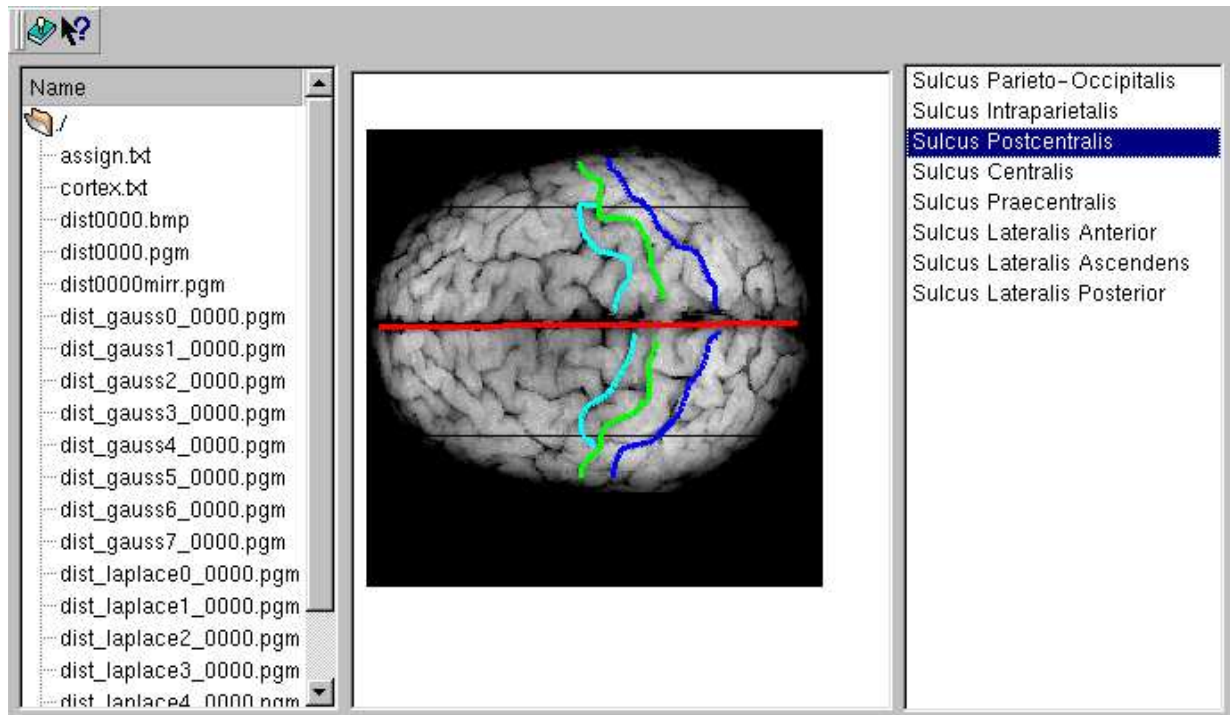 Name
./
assign.txt
cortex.txt
dist0000.bmp
dist0000.pgm
dist0000mirr.pgm
dist_gauss0_0000.pgm
dist_gauss1_0000.pgm
dist_gauss2_0000.pgm
dist_gauss3_0000.pgm
dist_gauss4_0000.pgm
dist_gauss5_0000.pgm
dist_gauss6_0000.pgm
dist_gauss7_0000.pgm
dist_laplace0_0000.pgm
dist_laplace1_0000.pgm
dist_laplace2_0000.pgm
dist_laplace3_0000.pgm
dist_laplace4_0000.pgm
Sulcus Parieto-Occipitalis
Sulcus Intraparietalis
Sulcus Postcentralis
Sulcus Centralis
Sulcus Praecentralis
Sulcus Lateralis Anterior
Sulcus Lateralis Ascendens
Sulcus Lateralis Posterior